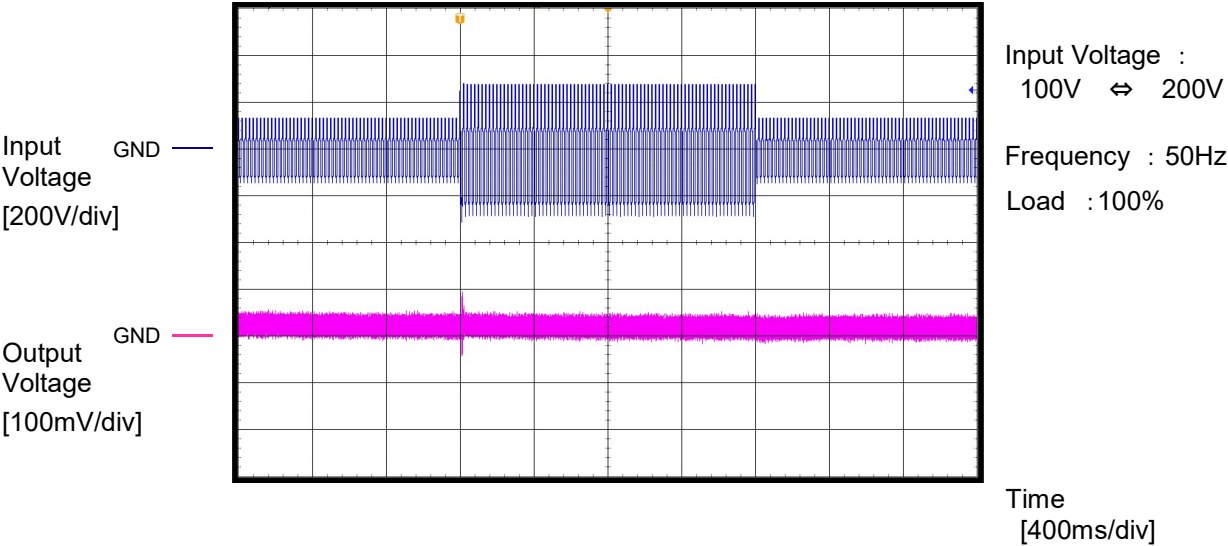 Input
Voltage
[200V/div]
GND
Output
Voltage
[100mV/div]
GND
T
Input Voltage :
100V ⇔ 200V
Frequency : 50Hz
Load :100%
Time
[400ms/div]